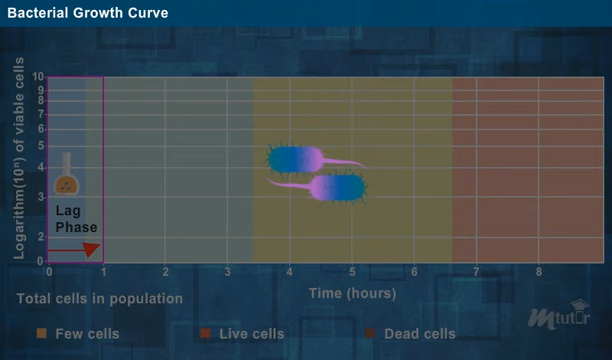 Bacterial Growth Curve
Logarithm(10ⁿ) of viable cells
10
9
8
7
6
5
4
3
2
0
Lag
Phase
0 1 2 3 4 5 6 7 8
Time (hours)
Total cells in population
Few cells Live cells Dead cells
Mtutor